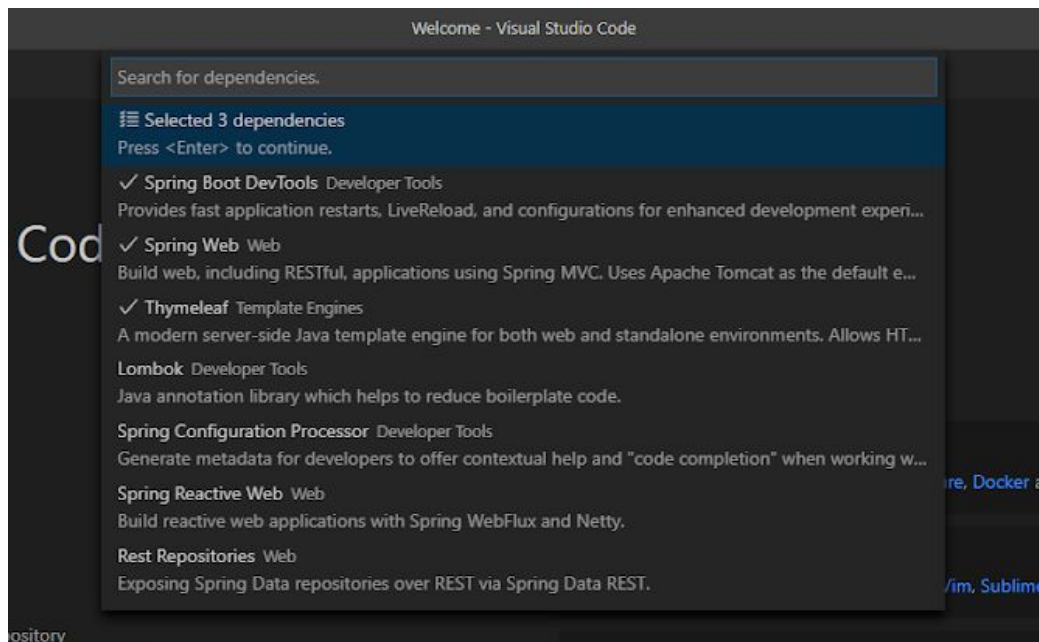 Welcome - Visual Studio Code
Search for dependencies.
Selected 3 dependencies
Press <Enter> to continue.
Spring Boot DevTools Developer Tools
Provides fast application restarts, LiveReload, and configurations for enhanced development experi...
Cod
Spring Web Web
Build web, including RESTful, applications using Spring MVC. Uses Apache Tomcat as the default e...
Thymeleaf Template Engines
A modern server-side Java template engine for both web and standalone environments. Allows HT...
Lombok Developer Tools
Java annotation library which helps to reduce boilerplate code.
Spring Configuration Processor Developer Tools
Generate metadata for developers to offer contextual help and "code completion" when working w...
re, Docker a
Spring Reactive Web Web
Build reactive web applications with Spring WebFlux and Netty.
Rest Repositories Web
Exposing Spring Data repositories over REST via Spring Data REST.
/im, Sublime
pository